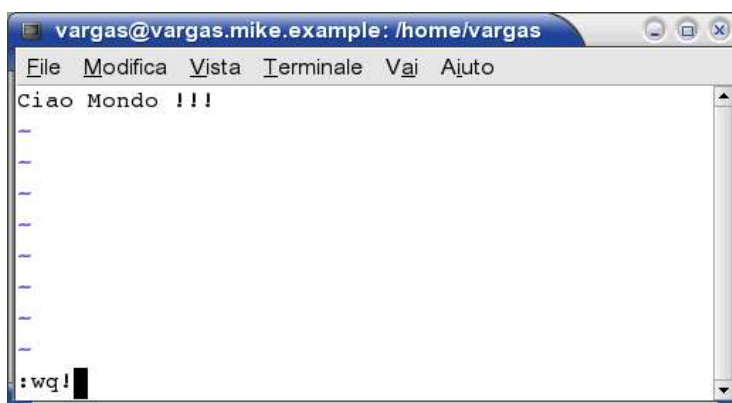 vargas@vargas.mike.example: /home/vargas
File Modifica Vista Terminale Vai Aiuto
Ciao Mondo !!!
~
~
~
~
~
~
~
~
:wq!